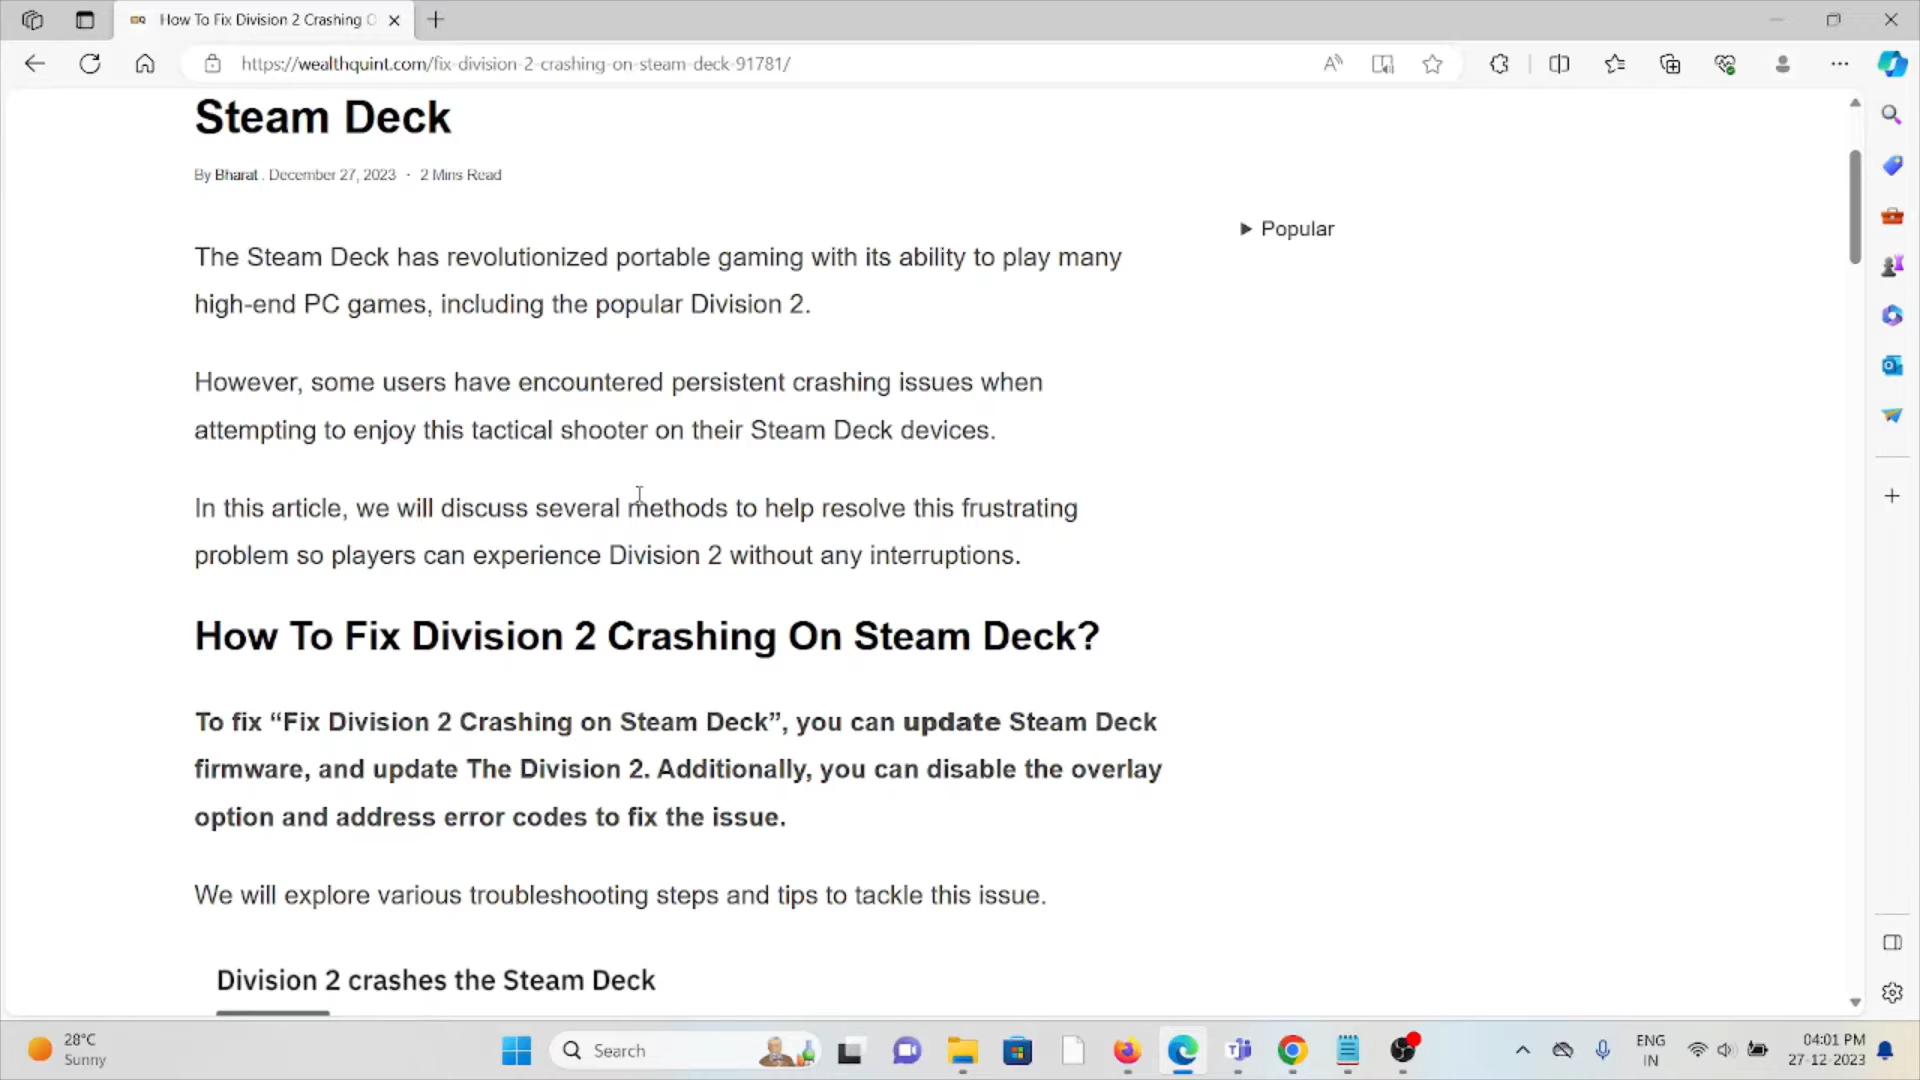 How To Fix Division 2 Crashing O
https://wealthquint.com/fix-division-2-crashing-on-steam-deck-91781/
Steam Deck
By Bharat . December 27, 2023 · 2 Mins Read
Popular
The Steam Deck has revolutionized portable gaming with its ability to play many
high-end PC games, including the popular Division 2.
However, some users have encountered persistent crashing issues when
attempting to enjoy this tactical shooter on their Steam Deck devices.
In this article, we will discuss several methods to help resolve this frustrating
problem so players can experience Division 2 without any interruptions.
How To Fix Division 2 Crashing On Steam Deck?
To fix “Fix Division 2 Crashing on Steam Deck”, you can update Steam Deck
firmware, and update The Division 2. Additionally, you can disable the overlay
option and address error codes to fix the issue.
We will explore various troubleshooting steps and tips to tackle this issue.
Division 2 crashes the Steam Deck
28°C
Sunny
Search
ENG
IN
04:01 PM
27-12-2023